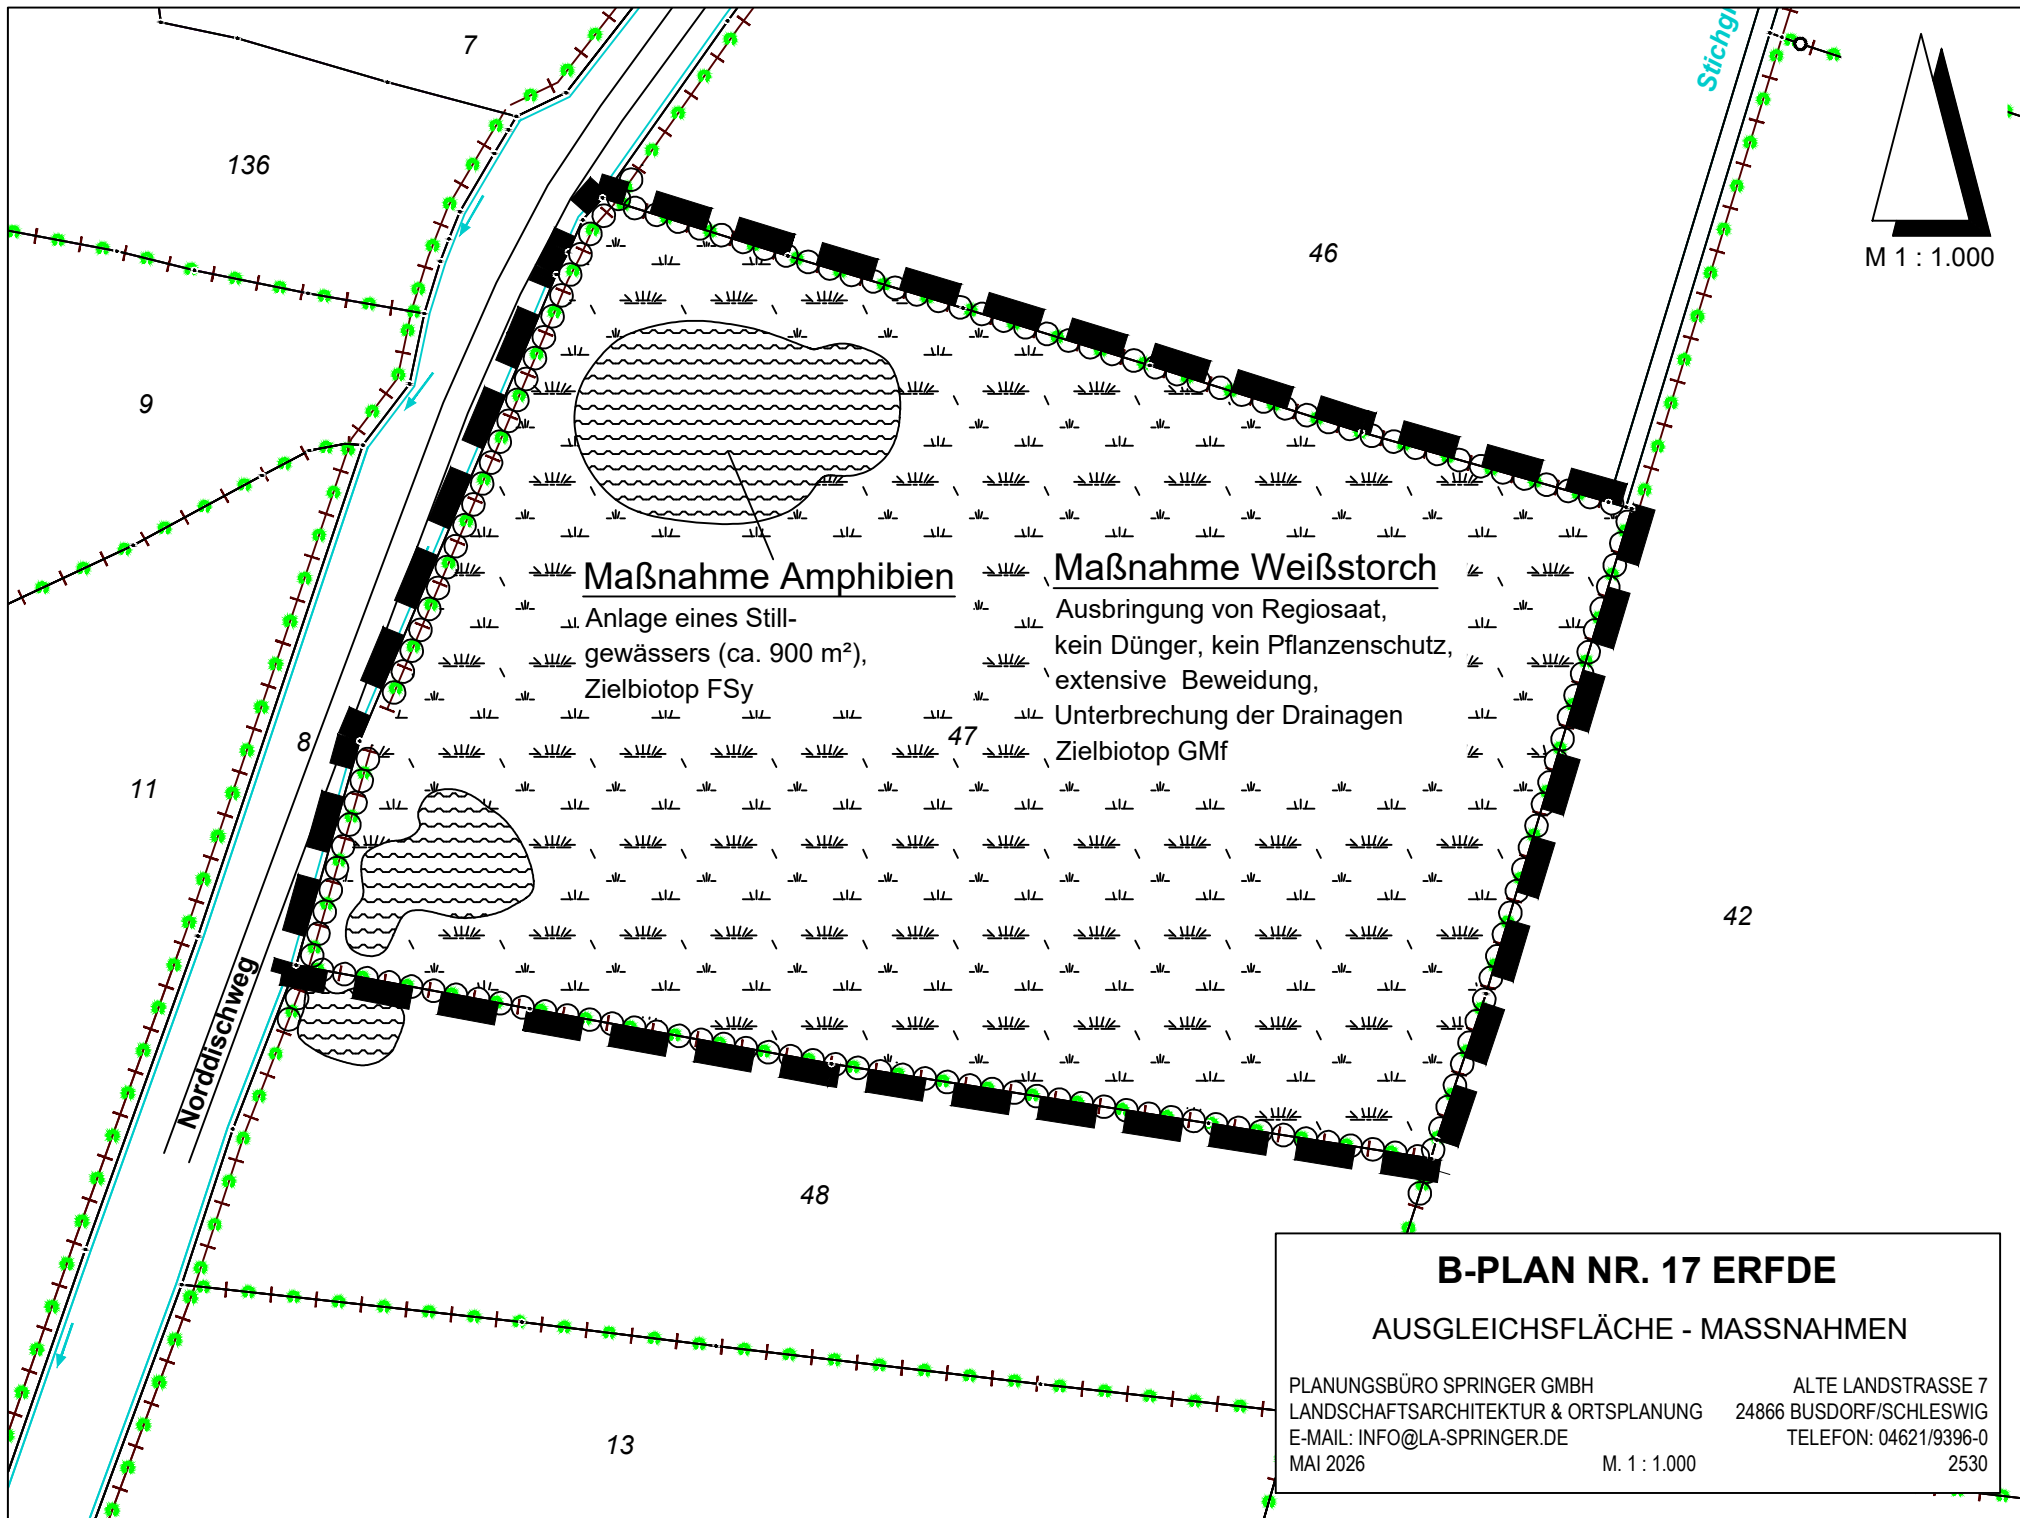 7
136
46
9
Stichgr
M 1 : 1.000
Maßnahme Amphibien
Anlage eines Still-
gewässers (ca. 900 m²),
Zielbiotop FSy
Maßnahme Weißstorch
Ausbringung von Regiosaat,
kein Dünger, kein Pflanzenschutz,
extensive Beweidung,
Unterbrechung der Drainagen
Zielbiotop GMf
47
8
11
42
Norddischweg
48
13
B-PLAN NR. 17 ERFDE
AUSGLEICHSFLÄCHE - MASSNAHMEN
PLANUNGSBÜRO SPRINGER GMBH
LANDSCHAFTSARCHITEKTUR & ORTSPLANUNG
E-MAIL: INFO@LA-SPRINGER.DE
MAI 2026
M. 1 : 1.000
ALTE LANDSTRASSE 7
24866 BUSDORF/SCHLESWIG
TELEFON: 04621/9396-0
2530